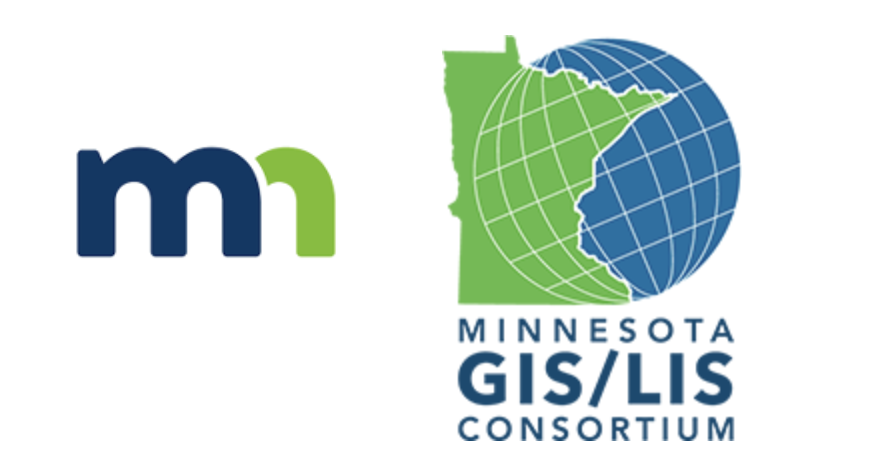 mn
MINNESOTA
GIS/LIS
CONSORTIUM